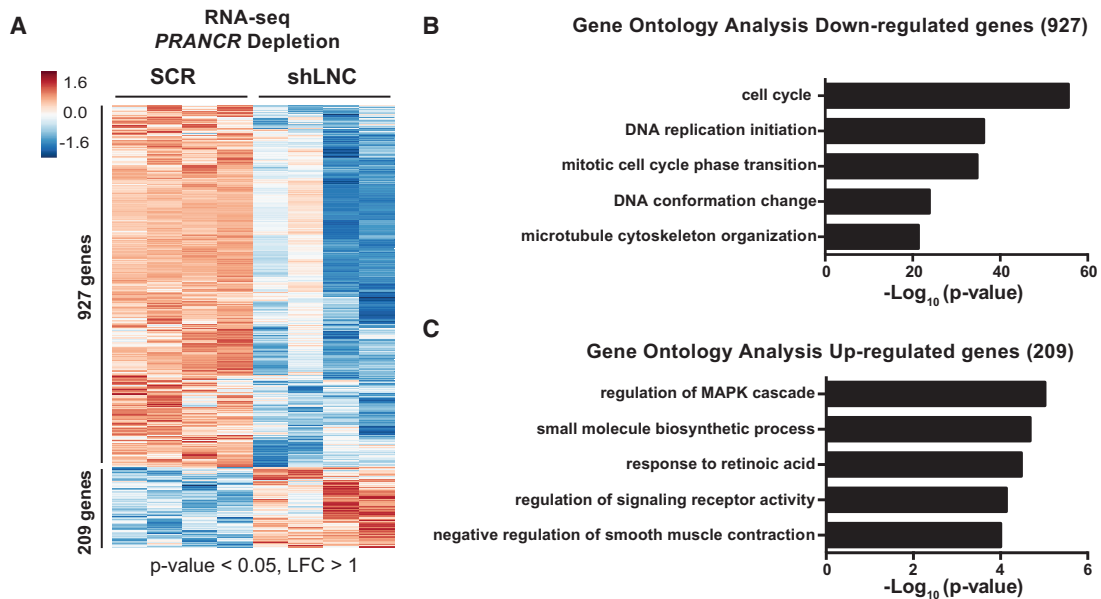 A
RNA-seq
PRANCR Depletion
SCR
shLNC
1.6
0.0
-1.6
927 genes
209 genes
p-value < 0.05, LFC > 1
B
Gene Ontology Analysis Down-regulated genes (927)
cell cycle
DNA replication initiation
mitotic cell cycle phase transition
DNA conformation change
microtubule cytoskeleton organization
0 20 40 60
-Log10 (p-value)
C
Gene Ontology Analysis Up-regulated genes (209)
regulation of MAPK cascade
small molecule biosynthetic process
response to retinoic acid
regulation of signaling receptor activity
negative regulation of smooth muscle contraction
0 2 4 6
-Log10 (p-value)